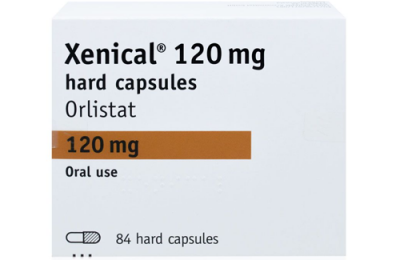 Xenical® 120 mg
hard capsules
Orlistat
120 mg
Oral use
84 hard capsules